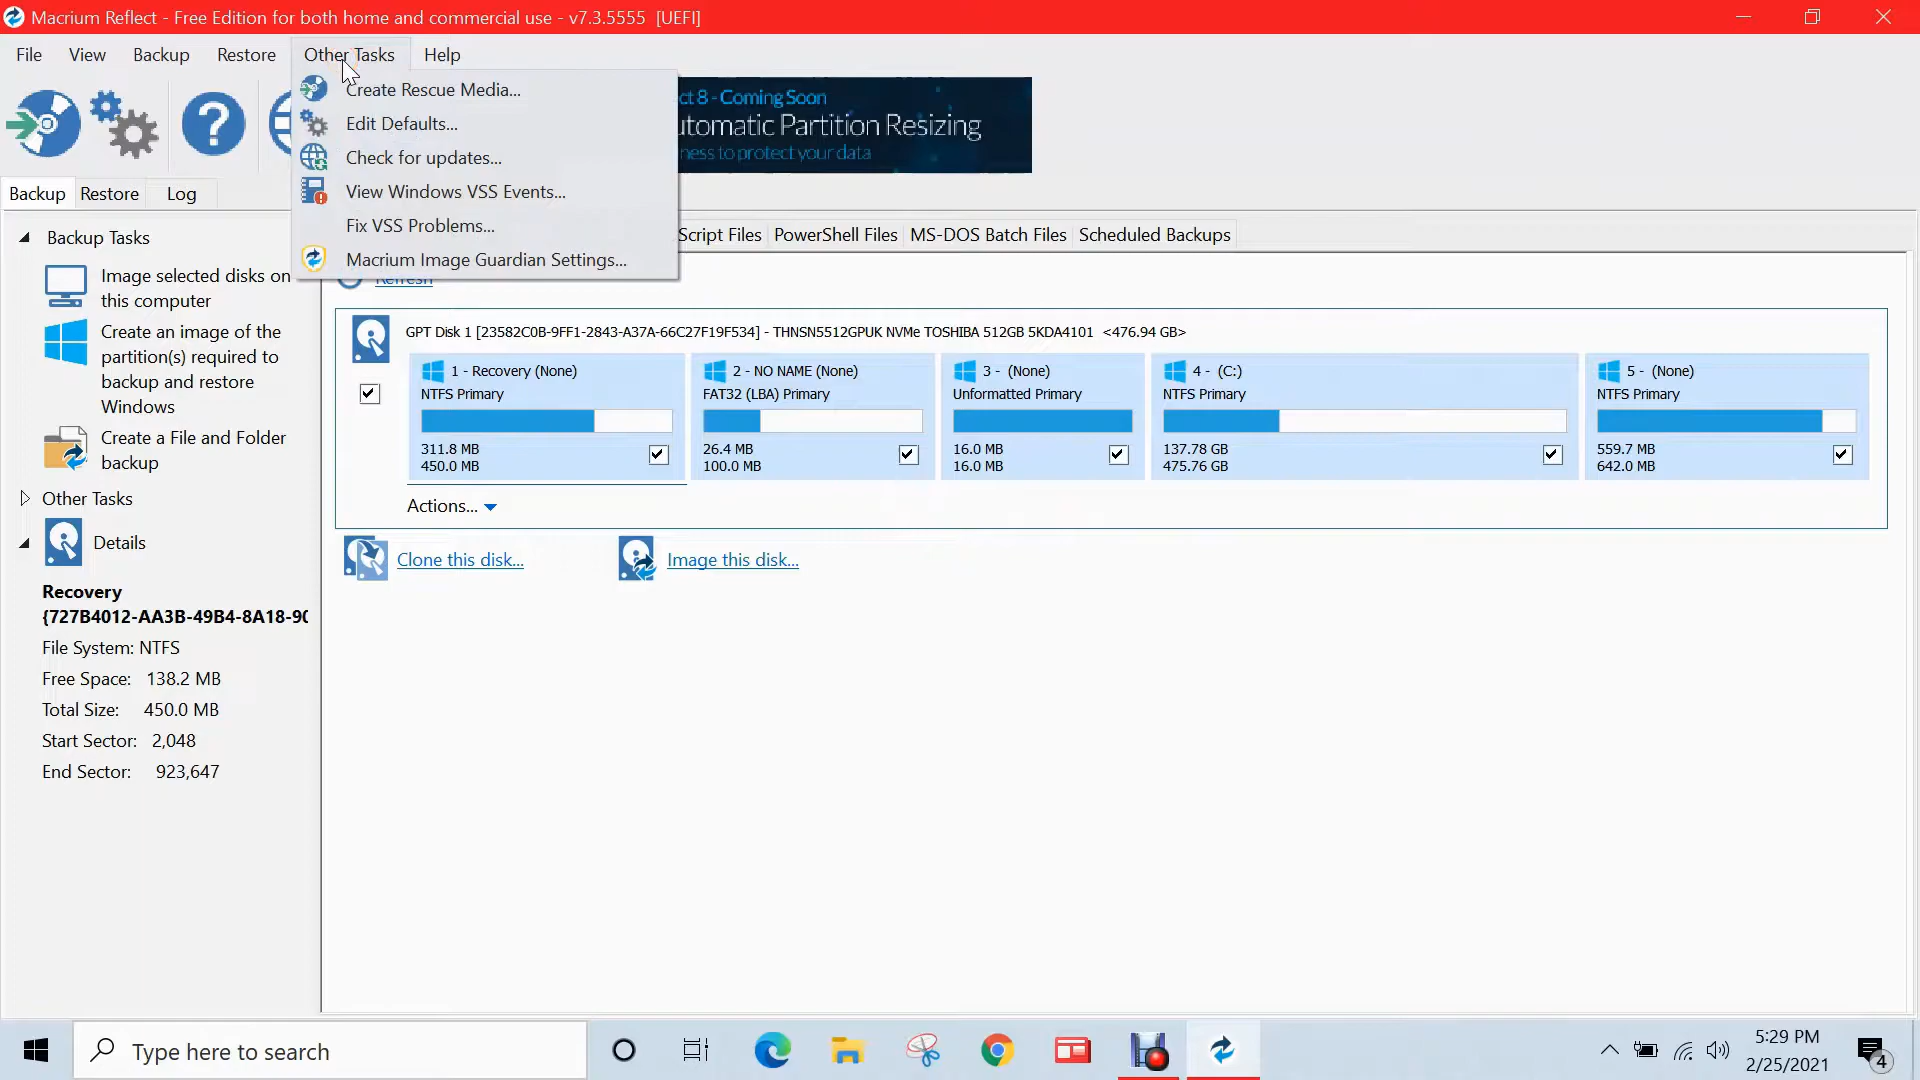 Macrium Reflect - Free Edition for both home and commercial use - v7.3.5555 [UEFI]
File View Backup Restore Other Tasks Help
Create Rescue Media...
Edit Defaults...
Check for updates...
View Windows VSS Events...
Fix VSS Problems...
Macrium Image Guardian Settings...
ct 8 - Coming Soon
utomatic Partition Resizing
ness to protect your data
Backup Restore Log
Script Files PowerShell Files MS-DOS Batch Files Scheduled Backups
Backup Tasks
Image selected disks on
this computer
Create an image of the
partition(s) required to
backup and restore
Windows
Create a File and Folder
backup
Other Tasks
Details
Recovery
{727B4012-AA3B-49B4-8A18-90
File System: NTFS
Free Space: 138.2 MB
Total Size: 450.0 MB
Start Sector: 2,048
End Sector: 923,647
Refresh
GPT Disk 1 [23582C0B-9FF1-2843-A37A-66C27F19F534] - THNSN5512GPUK NVMe TOSHIBA 512GB 5KDA4101 <476.94 GB>
1 - Recovery (None)
NTFS Primary
311.8 MB
450.0 MB
2 - NO NAME (None)
FAT32 (LBA) Primary
26.4 MB
100.0 MB
3 - (None)
Unformatted Primary
16.0 MB
16.0 MB
4 - (C:)
NTFS Primary
137.78 GB
475.76 GB
5 - (None)
NTFS Primary
559.7 MB
642.0 MB
Actions...
Clone this disk... Image this disk...
Type here to search
5:29 PM
2/25/2021
4